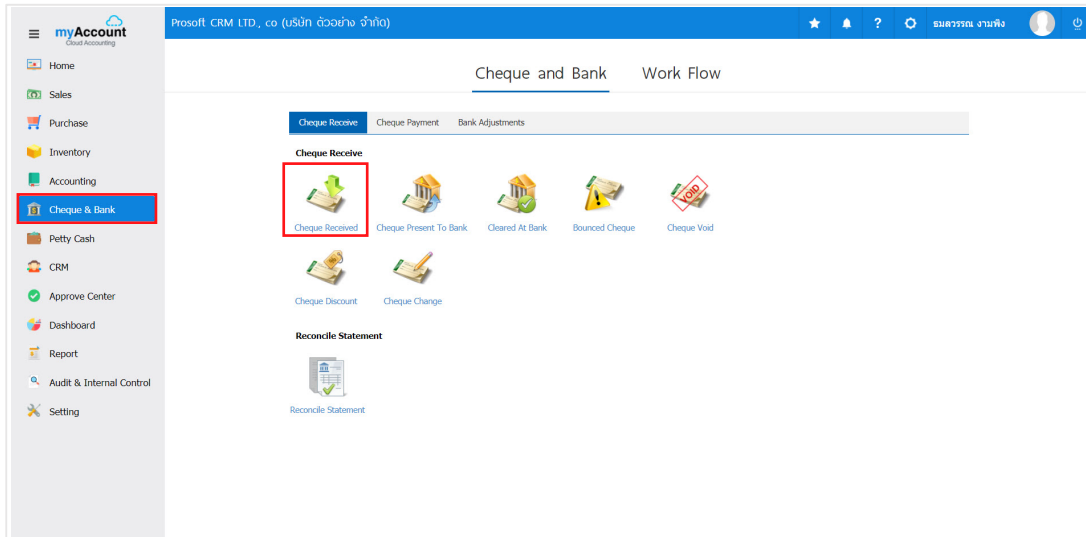 myAccount
Cloud Accounting
Prosoft CRM LTD., co (บริษัท ตัวอย่าง จำกัด)
?
ธมลวรรณ งามพิง
Home
Sales
Purchase
Inventory
Accounting
Cheque & Bank
Petty Cash
CRM
Approve Center
Dashboard
Report
Audit & Internal Control
Setting
Cheque and Bank Work Flow
Cheque Receive Cheque Payment Bank Adjustments
Cheque Receive
VOID
Cheque Received Cheque Present To Bank Cleared At Bank Bounced Cheque Cheque Void
Cheque Discount Cheque Change
Reconcile Statement
Reconcile Statement